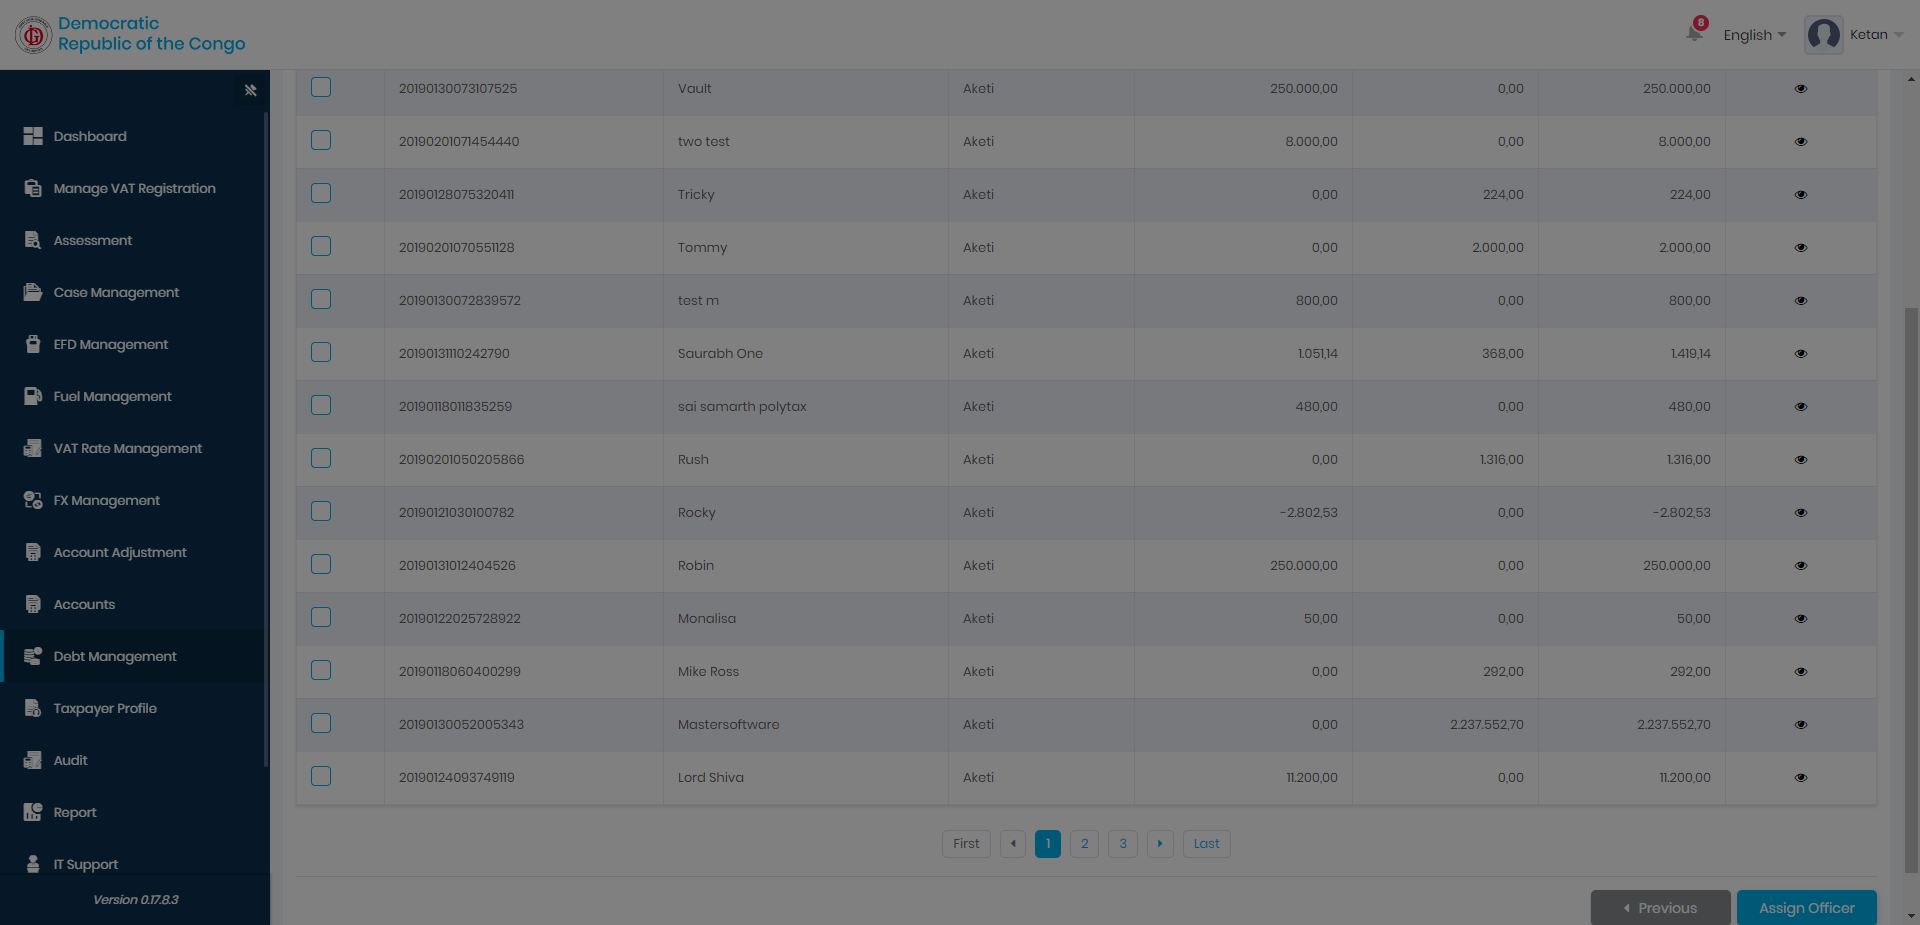 Democratic
Republic of the Congo
8
English
Ketan
Dashboard
Manage VAT Registration
Assessment
Case Management
EFD Management
Fuel Management
VAT Rate Management
FX Management
Account Adjustment
Accounts
Debt Management
Taxpayer Profile
Audit
Report
IT Support
Version 0.17.8.3
20190130073107525 Vault Aketi 250.000,00 0,00 250.000,00
20190201071454440 two test Aketi 8.000,00 0,00 8.000,00
20190128075320411 Tricky Aketi 0,00 224,00 224,00
20190201070551128 Tommy Aketi 0,00 2.000,00 2.000,00
20190130072839572 test m Aketi 800,00 0,00 800,00
20190131110242790 Saurabh One Aketi 1.051,14 368,00 1.419,14
20190118011835259 sai samarth polytax Aketi 480,00 0,00 480,00
20190201050205866 Rush Aketi 0,00 1.316,00 1.316,00
20190121030100782 Rocky Aketi -2.802,53 0,00 -2.802,53
20190131012404526 Robin Aketi 250.000,00 0,00 250.000,00
20190122025728922 Monalisa Aketi 50,00 0,00 50,00
20190118060400299 Mike Ross Aketi 0,00 292,00 292,00
20190130052005343 Mastersoftware Aketi 0,00 2.237.552,70 2.237.552,70
20190124093749119 Lord Shiva Aketi 11.200,00 0,00 11.200,00
First 1 2 3 Last
Previous Assign Officer